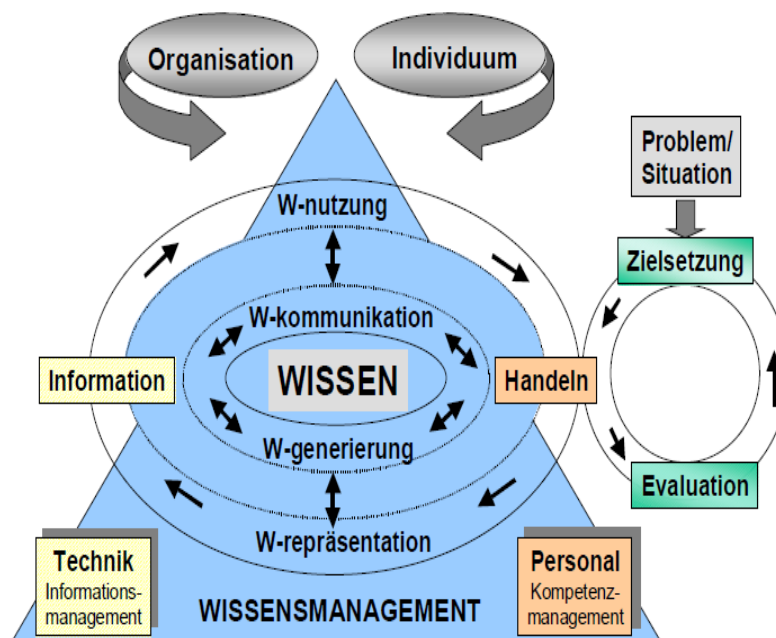 Organisation
Individuum
Problem/
Situation
W-nutzung
Zielsetzung
W-kommunikation
Information
WISSEN
Handeln
W-generierung
Evaluation
W-repräsentation
Technik
Informations-
management
Personal
Kompetenz-
management
WISSENSMANAGEMENT